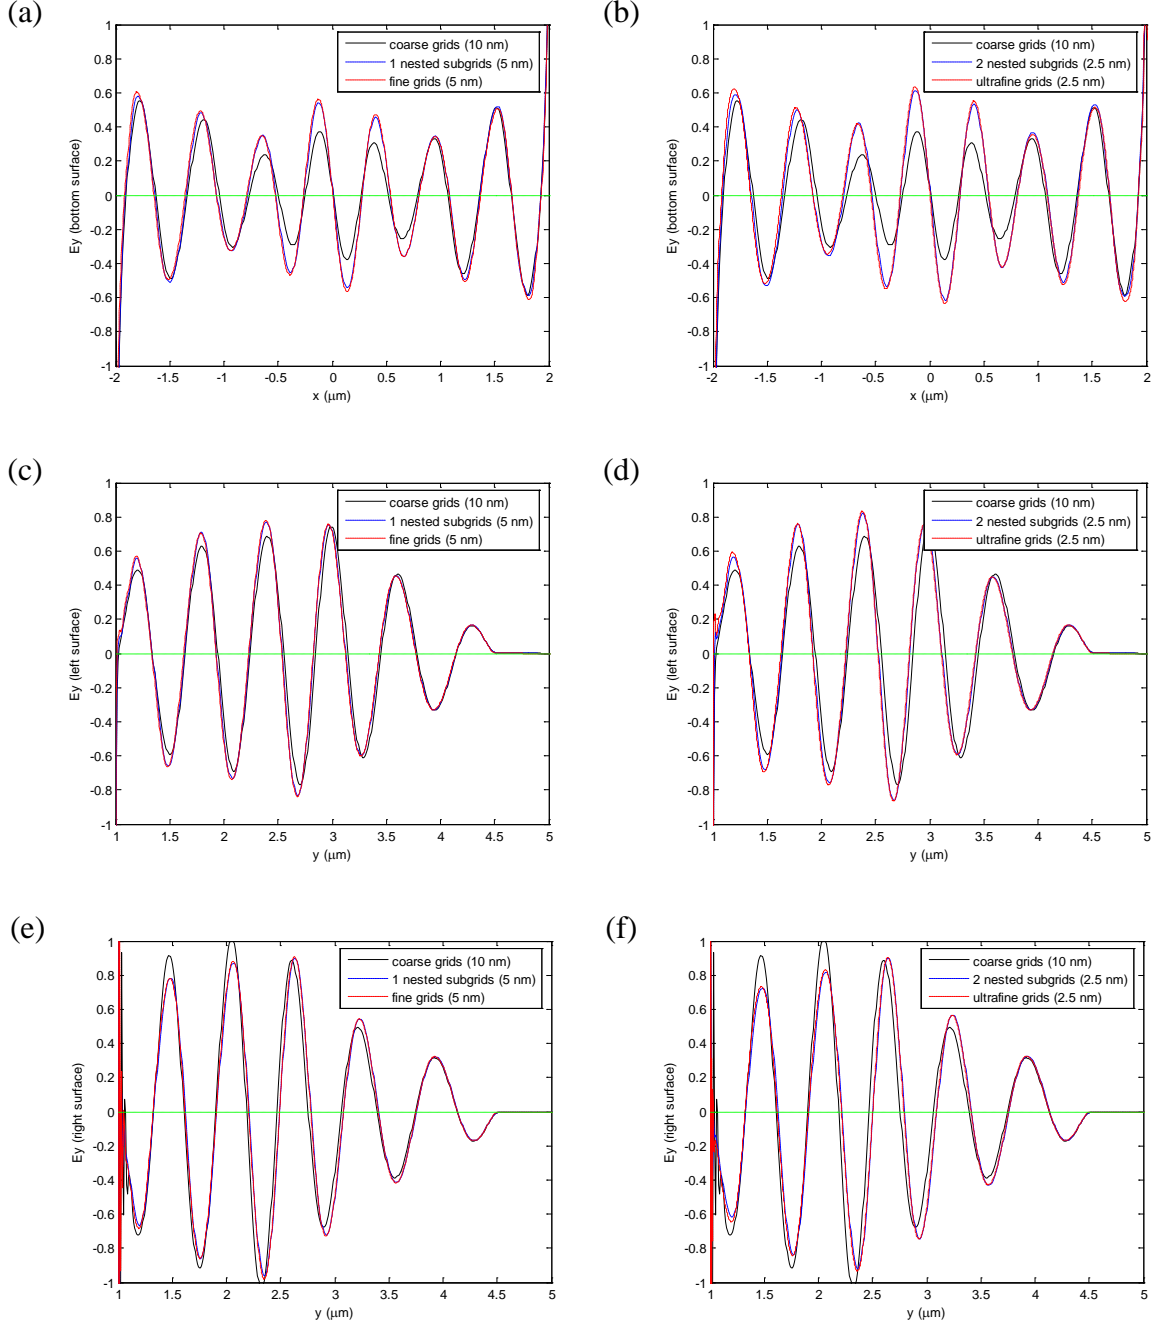 (a)
coarse grids (10 nm)
1 nested subgrids (5 nm)
fine grids (5 nm)
1
0.8
0.6
0.4
0.2
0
-0.2
-0.4
-0.6
-0.8
-1
Ey (bottom surface)
-2 -1.5 -1 -0.5 0 0.5 1 1.5 2
x (μm)
(b)
coarse grids (10 nm)
2 nested subgrids (2.5 nm)
ultrafine grids (2.5 nm)
1
0.8
0.6
0.4
0.2
0
-0.2
-0.4
-0.6
-0.8
-1
Ey (bottom surface)
-2 -1.5 -1 -0.5 0 0.5 1 1.5 2
x (μm)
(c)
coarse grids (10 nm)
1 nested subgrids (5 nm)
fine grids (5 nm)
1
0.8
0.6
0.4
0.2
0
-0.2
-0.4
-0.6
-0.8
-1
Ey (left surface)
1 1.5 2 2.5 3 3.5 4 4.5 5
y (μm)
(d)
coarse grids (10 nm)
2 nested subgrids (2.5 nm)
ultrafine grids (2.5 nm)
1
0.8
0.6
0.4
0.2
0
-0.2
-0.4
-0.6
-0.8
-1
Ey (left surface)
1 1.5 2 2.5 3 3.5 4 4.5 5
y (μm)
(e)
coarse grids (10 nm)
1 nested subgrids (5 nm)
fine grids (5 nm)
1
0.8
0.6
0.4
0.2
0
-0.2
-0.4
-0.6
-0.8
-1
Ey (right surface)
1 1.5 2 2.5 3 3.5 4 4.5 5
y (μm)
(f)
coarse grids (10 nm)
2 nested subgrids (2.5 nm)
ultrafine grids (2.5 nm)
1
0.8
0.6
0.4
0.2
0
-0.2
-0.4
-0.6
-0.8
-1
Ey (right surface)
1 1.5 2 2.5 3 3.5 4 4.5 5
y (μm)